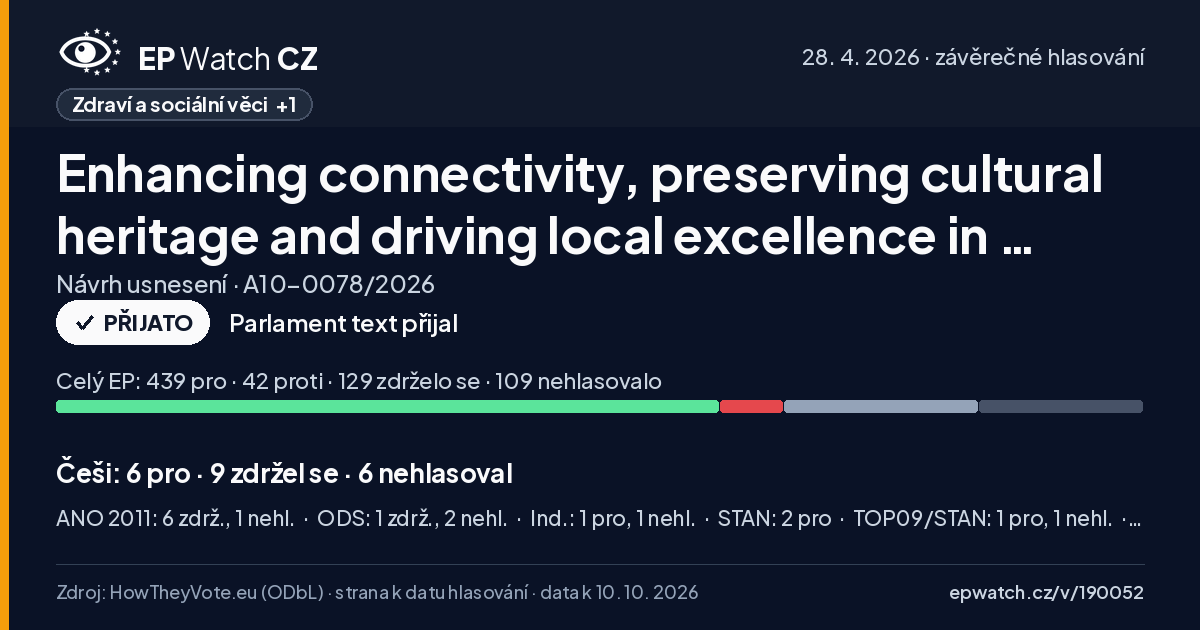 EP Watch CZ
28. 4. 2026 · závěrečné hlasování
Zdraví a sociální věci +1
Enhancing connectivity, preserving cultural
heritage and driving local excellence in ...
Návrh usnesení · A10-0078/2026
✓ PŘIJATO Parlament text přijal
Celý EP: 439 pro · 42 proti · 129 zdrželo se · 109 nehlasovalo
Češi: 6 pro · 9 zdržel se · 6 nehlasoval
ANO 2011: 6 zdrž., 1 nehl. · ODS: 1 zdrž., 2 nehl. · Ind.: 1 pro, 1 nehl. · STAN: 2 pro · TOP09/STAN: 1 pro, 1 nehl. ·...
Zdroj: HowTheyVote.eu (ODbL) · strana k datu hlasování · data k 10. 10. 2026
epwatch.cz/v/190052